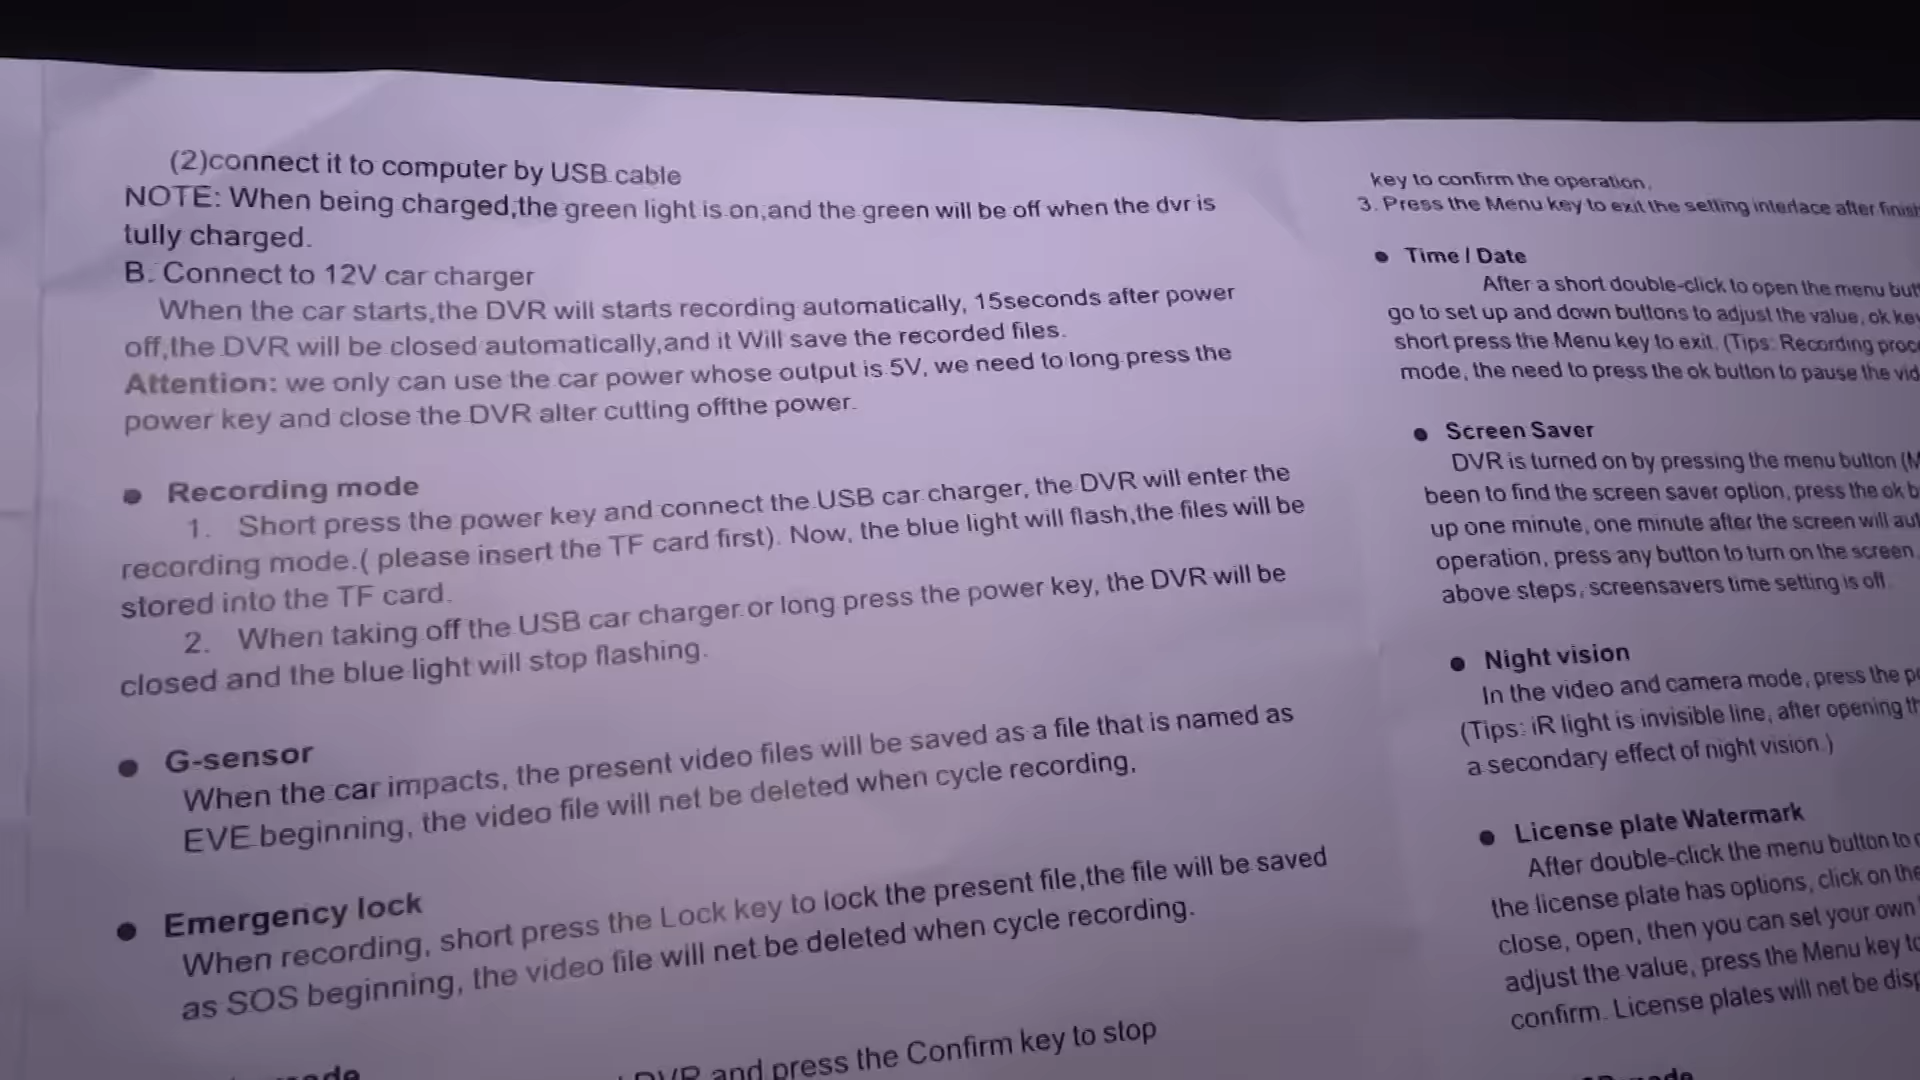 (2)connect it to computer by USB cable
NOTE: When being charged,the green light is on,and the green will be off when the dvr is
tully charged.
B. Connect to 12V car charger
When the car starts,the DVR will starts recording automatically, 15seconds after power
off,the DVR will be closed automatically,and it Will save the recorded files.
Attention: we only can use the car power whose output is 5V, we need to long press the
power key and close the DVR alter cutting offthe power.
● Recording mode
1. Short press the power key and connect the USB car charger, the DVR will enter the
recording mode.( please insert the TF card first). Now, the blue light will flash,the files will be
stored into the TF card.
2. When taking off the USB car charger or long press the power key, the DVR will be
closed and the blue light will stop flashing.
● G-sensor
When the car impacts, the present video files will be saved as a file that is named as
EVE beginning, the video file will net be deleted when cycle recording,
● Emergency lock
When recording, short press the Lock key to lock the present file,the file will be saved
as SOS beginning, the video file will net be deleted when cycle recording.
DVR and press the Confirm key to stop
key to confirm the operation.
3. Press the Menu key to exit the setling interlace after finish
● Time / Date
After a short double-click to open the menu butt
go to set up and down buttons to adjust the value, ok key
short press the Menu key to exit. (Tips: Recording proc
mode, the need to press the ok button to pause the vid
● Screen Saver
DVR is turned on by pressing the menu button (M
been to find the screen saver option, press the ok b
up one minute, one minute after the screen will aut
operation, press any button to turn on the screen.
above steps, screensavers time setting is off.
● Night vision
In the video and camera mode, press the p
(Tips: iR light is invisible line, after opening th
a secondary effect of night vision.)
● License plate Watermark
After double-click the menu button to
the license plate has options, click on the
close, open, then you can set your own
adjust the value, press the Menu key to
confirm. License plates will net be disp